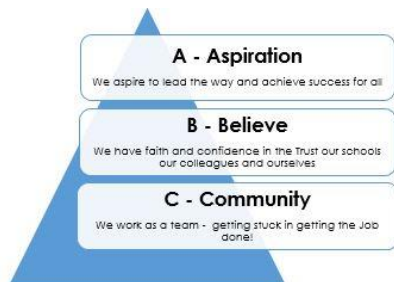 A - Aspiration
We aspire to lead the way and achieve success for all
B - Believe
We have faith and confidence in the Trust our schools
our colleagues and ourselves
C - Community
We work as a team - getting stuck in getting the Job
done!